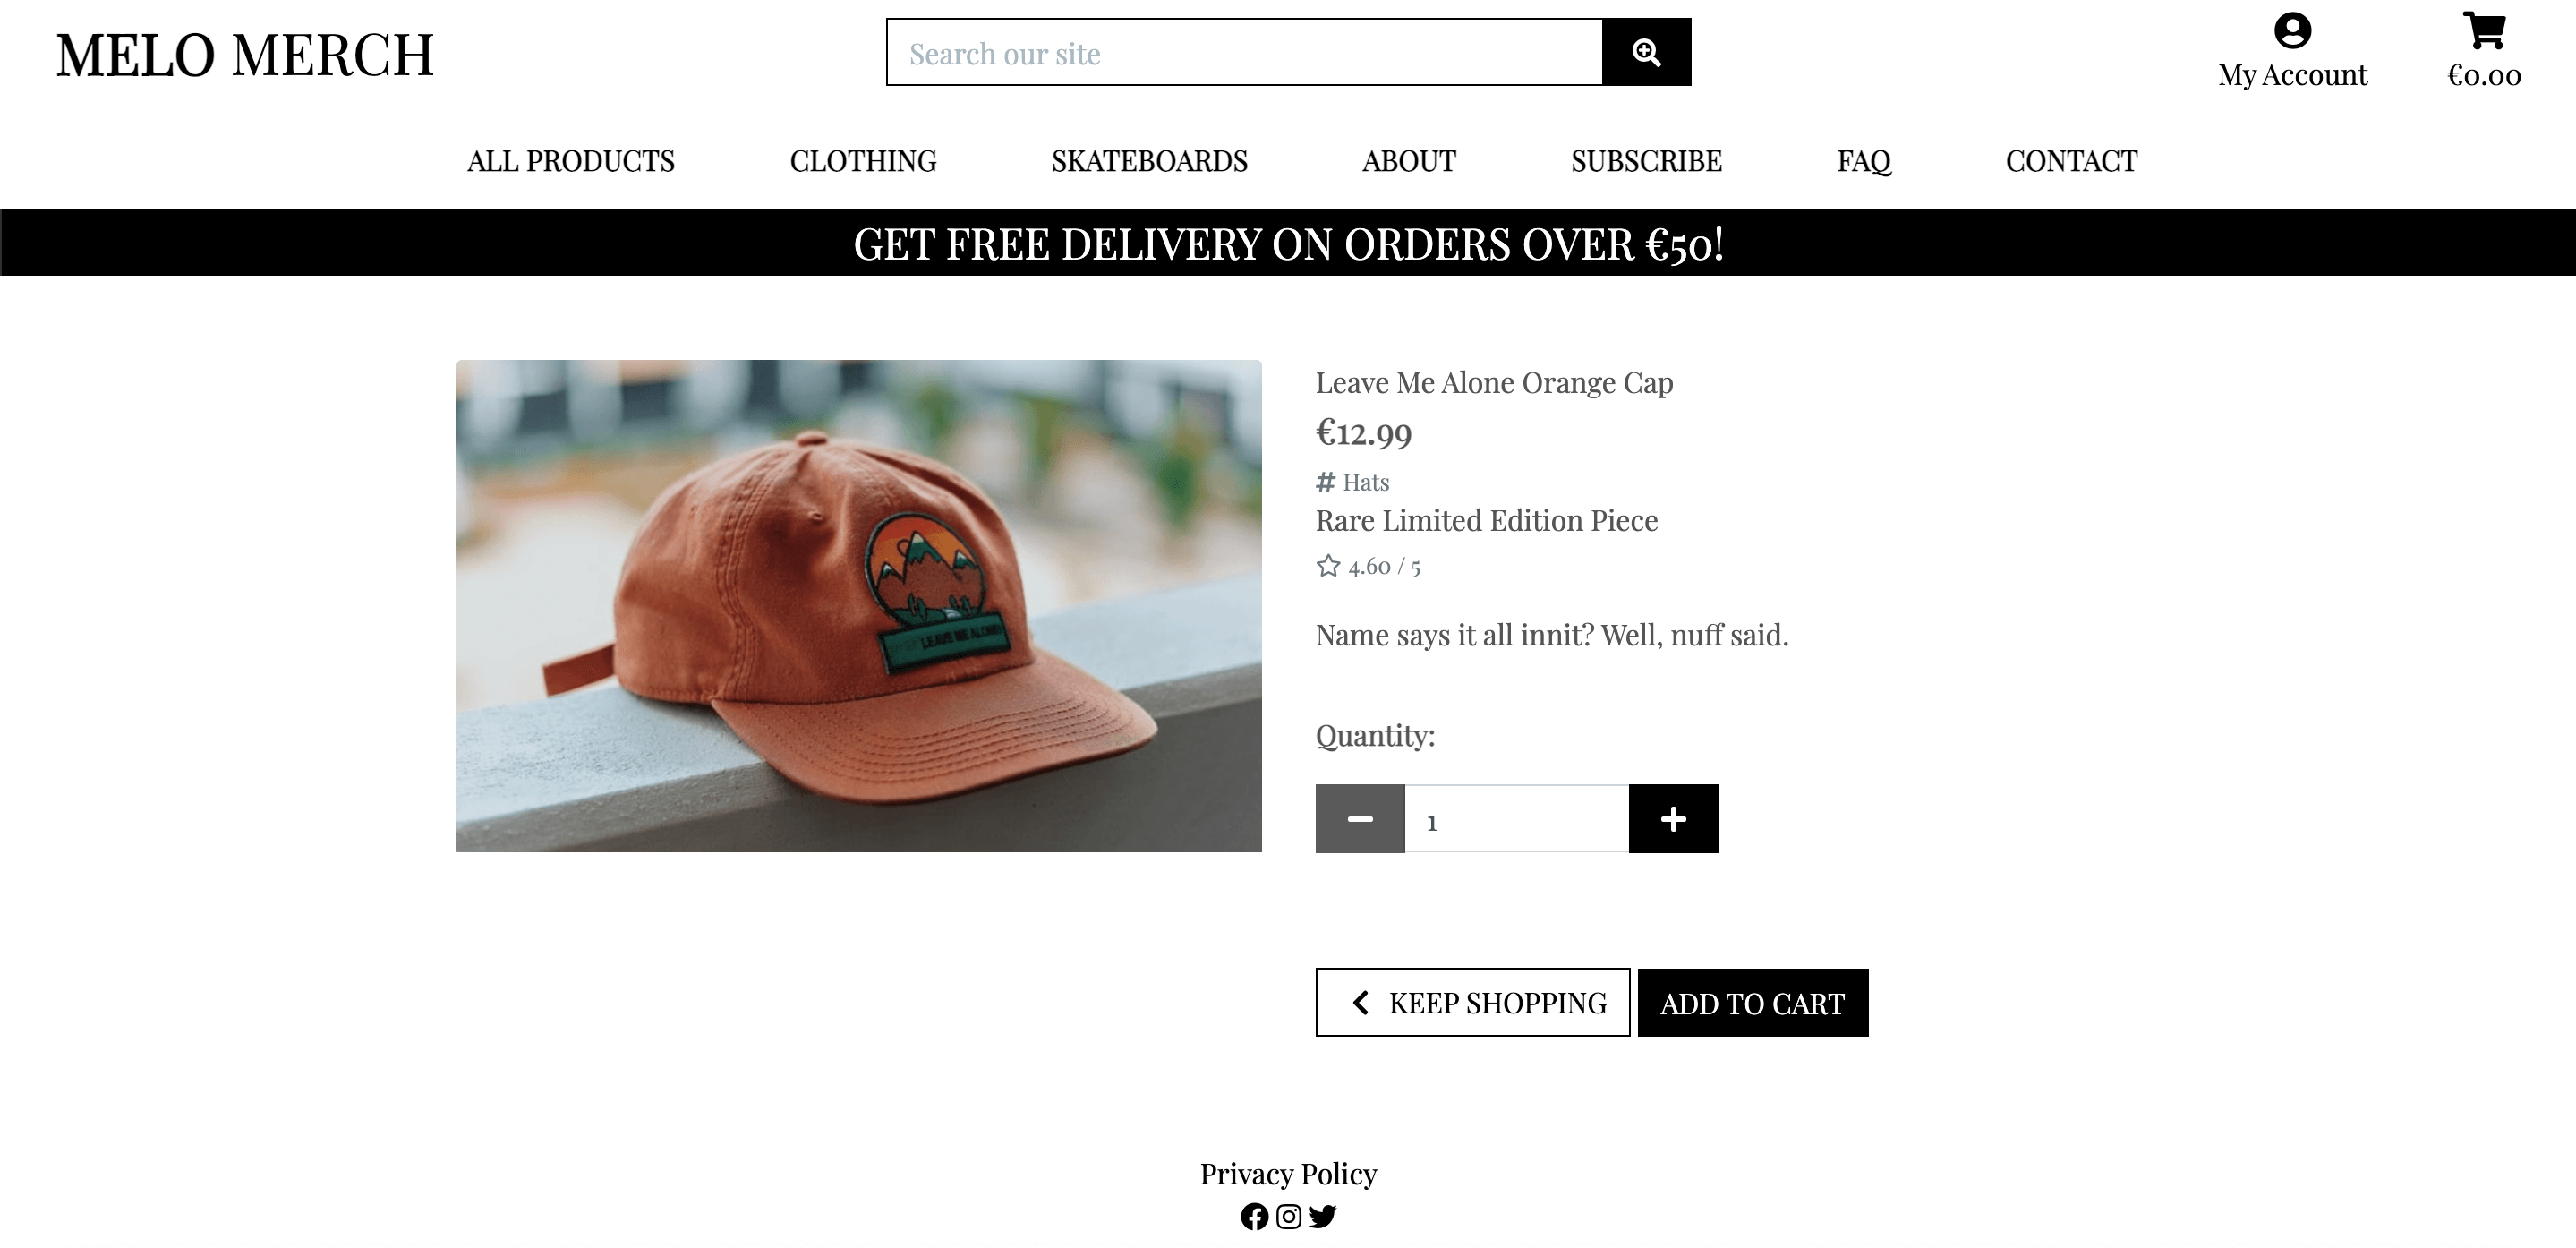 MELO MERCH
Search our site
My Account
€0.00
ALL PRODUCTS
CLOTHING
SKATEBOARDS
ABOUT
SUBSCRIBE
FAQ
CONTACT
GET FREE DELIVERY ON ORDERS OVER €50!
LEAVE ME ALONE
Leave Me Alone Orange Cap
€12.99
# Hats
Rare Limited Edition Piece
4.60 / 5
Name says it all innit? Well, nuff said.
Quantity:
1
KEEP SHOPPING
ADD TO CART
Privacy Policy